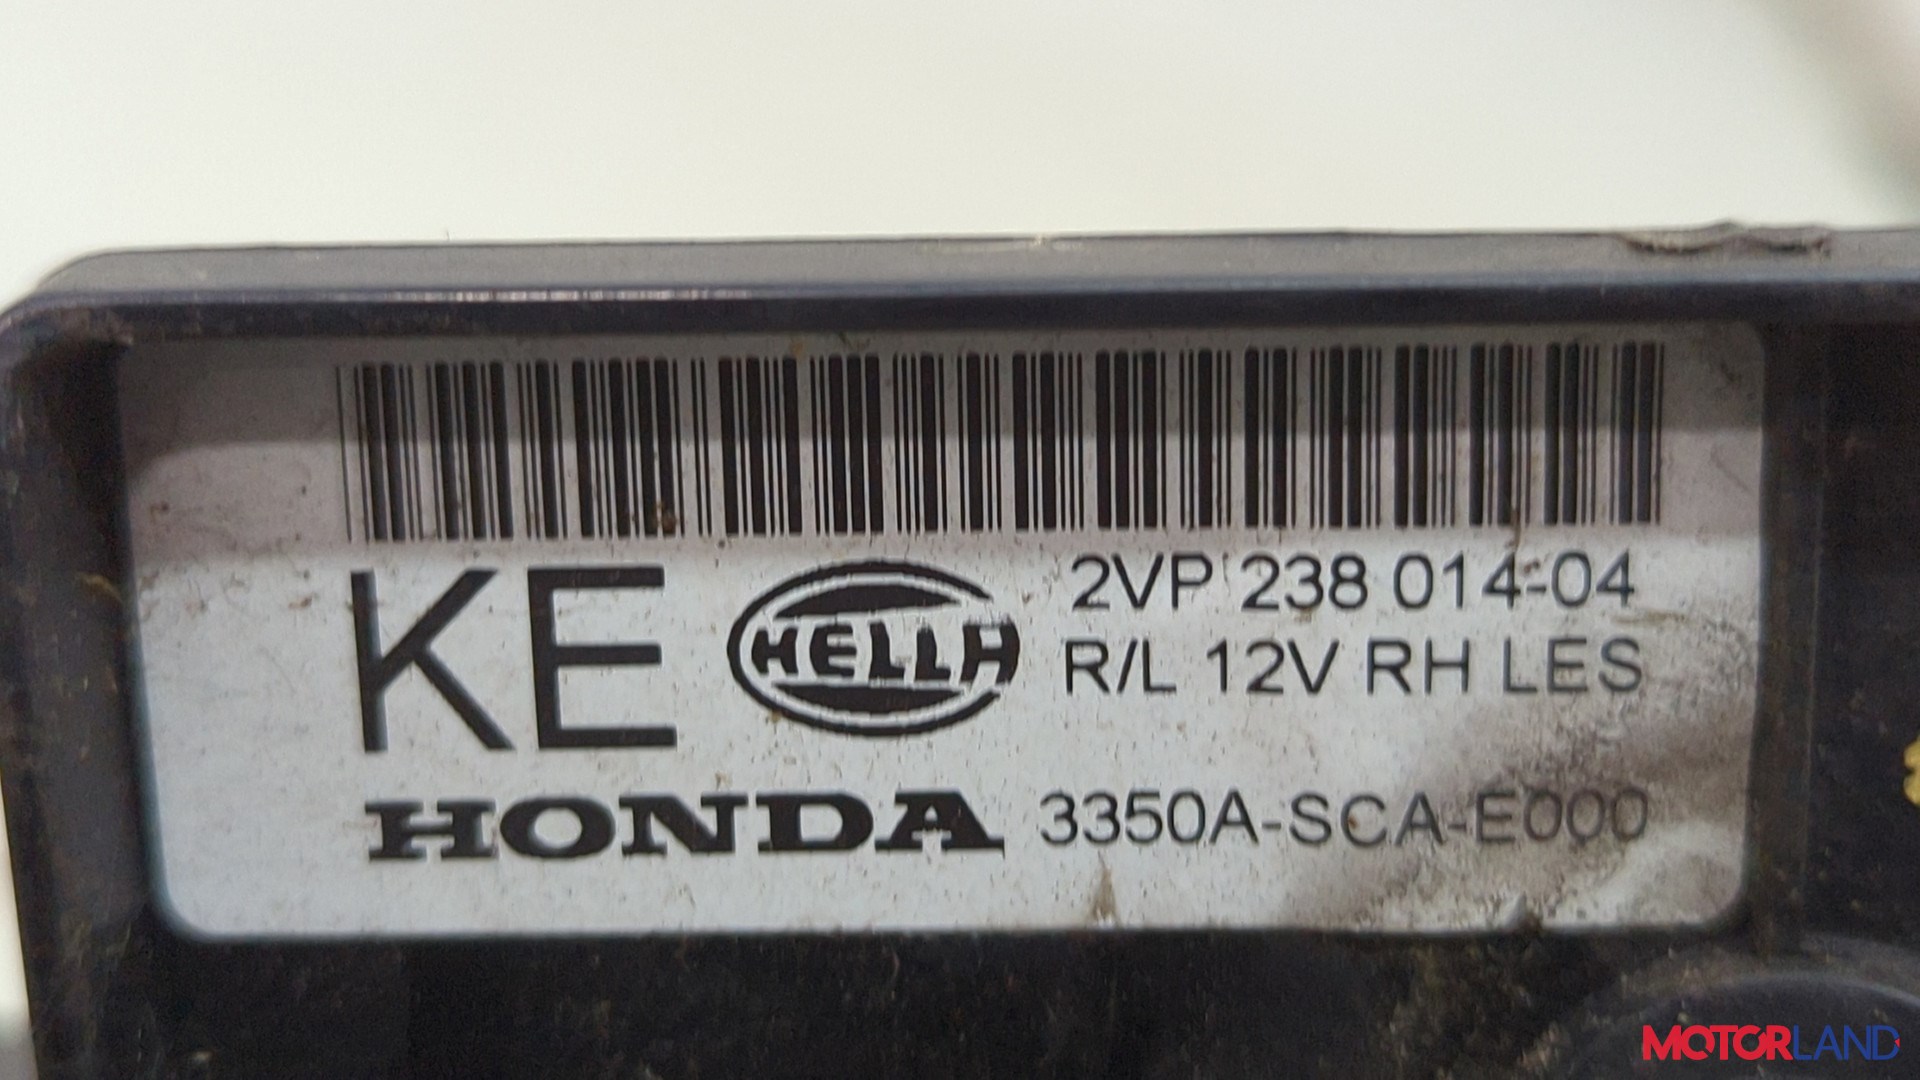 KE HELLA 2VP 238 014-04
R/L 12V RH LES
HONDA 3350A-SCA-E000
MOTORLAND